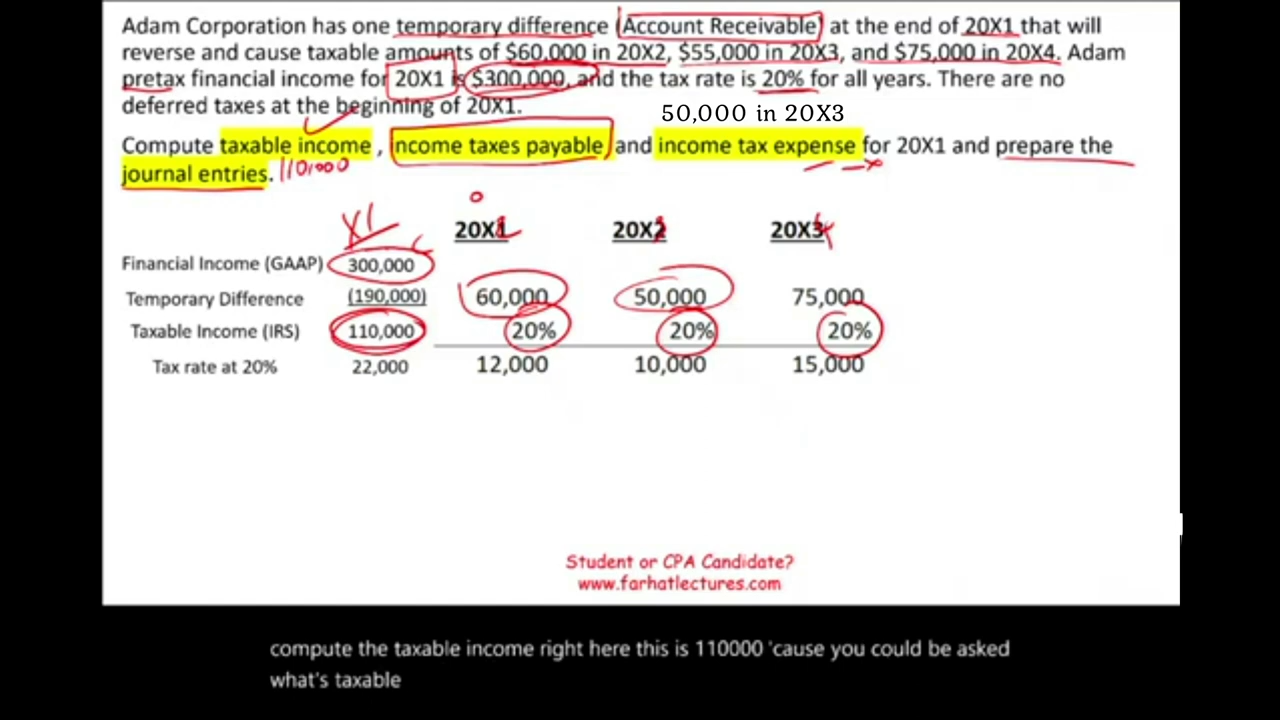 Adam Corporation has one temporary difference (Account Receivable) at the end of 20X1 that will
reverse and cause taxable amounts of $60,000 in 20X2, $55,000 in 20X3, and $75,000 in 20X4. Adam
pretax financial income for 20X1 is $300,000, and the tax rate is 20% for all years. There are no
deferred taxes at the beginning of 20X1.
50,000 in 20X3
Compute taxable income , income taxes payable, and income tax expense for 20X1 and prepare the
journal entries. 110,000
X1 20X1 20X2 20X3
Financial Income (GAAP) 300,000
Temporary Difference (190,000) 60,000 50,000 75,000
Taxable Income (IRS) 110,000 20% 20% 20%
Tax rate at 20% 22,000 12,000 10,000 15,000
Student or CPA Candidate?
www.farhatlectures.com
compute the taxable income right here this is 110000 'cause you could be asked
what's taxable